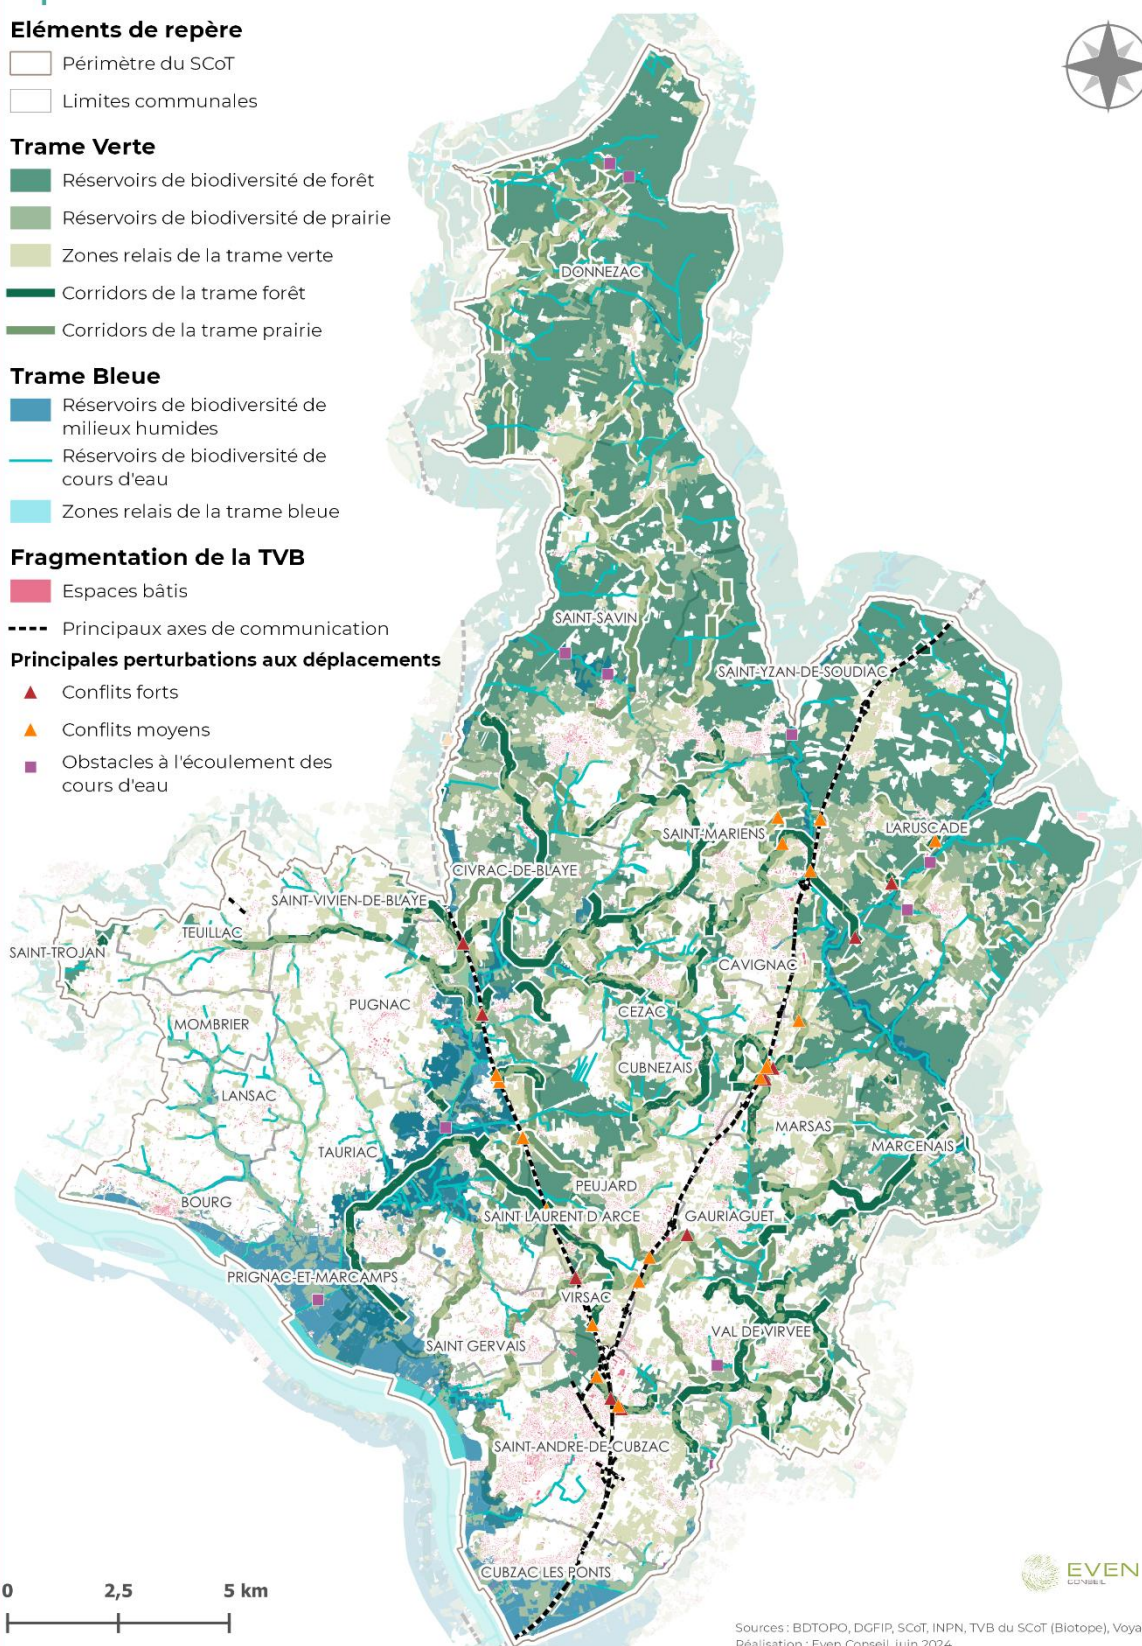 Eléments de repère
Périmètre du SCoT
Limites communales
Trame Verte
Réservoirs de biodiversité de forêt
Réservoirs de biodiversité de prairie
Zones relais de la trame verte
Corridors de la trame forêt
Corridors de la trame prairie
Trame Bleue
Réservoirs de biodiversité de
milieux humides
Réservoirs de biodiversité de
cours d'eau
Zones relais de la trame bleue
Fragmentation de la TVB
Espaces bâtis
Principaux axes de communication
Principales perturbations aux déplacements
Conflits forts
Conflits moyens
Obstacles à l'écoulement des
cours d'eau
DONNEZAC
SAINT-SAVIN
SAINT-YZAN-DE-SOUDIAC
SAINT-MARIENS
LARUSCADE
CIVRAC-DE-BLAYE
SAINT-VIVIEN-DE-BLAYE
TEUILLAC
SAINT-TROJAN
CAVIGNAC
PUGNAC
CEZAC
MOMBRIER
CUBNEZAIS
LANSAC
MARSAS
TAURIAC
MARCENAIS
PEUJARD
BOURG
SAINT LAURENT D ARCE
GAURIAGUET
PRIGNAC-ET-MARCAMPS
VIRSAC
VAL DE VIRVEE
SAINT GERVAIS
SAINT-ANDRE-DE-CUBZAC
CUBZAC LES PONTS
0 2,5 5 km
EVEN
CONSEIL
Sources : BDTOPO, DGFIP, SCoT, INPN, TVB du SCoT (Biotope), Voya
Réalisation : Even Conseil, juin 2024